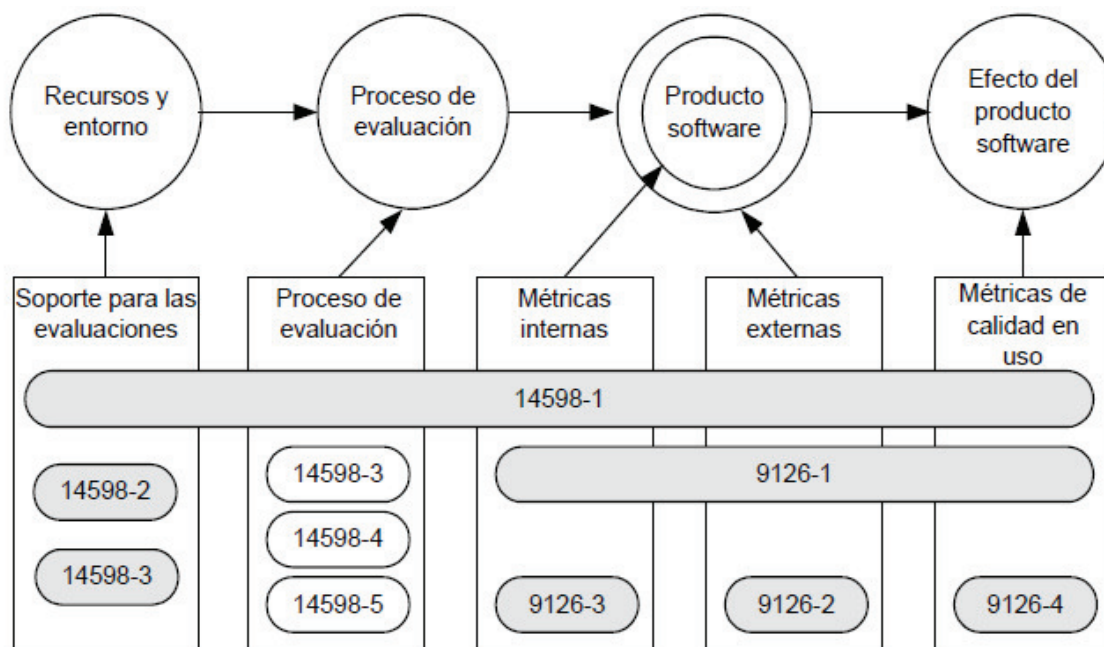 Recursos y
entorno
Proceso de
evaluación
Producto
software
Efecto del
producto
software
Soporte para las
evaluaciones
Proceso de
evaluación
Métricas
internas
Métricas
externas
Métricas de
calidad en
uso
14598-1
14598-2
14598-3
14598-3
14598-4
14598-5
9126-1
9126-3
9126-2
9126-4